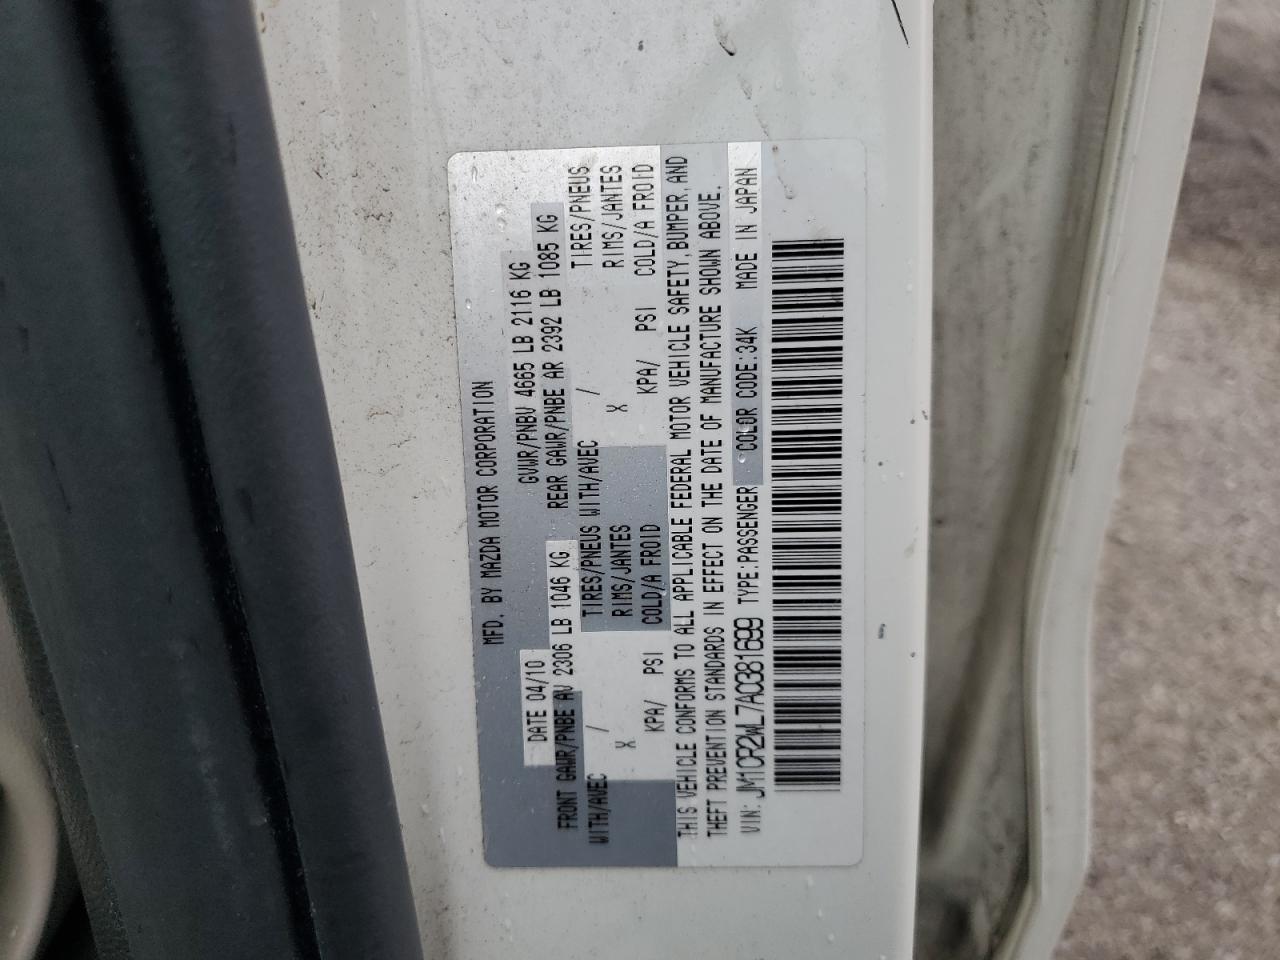 MFD. BY MAZDA MOTOR CORPORATION
DATE 04/10 GVWR/PNBV 4665 LB 2116 KG
FRONT GAWR/PNBE AV 2306 LB 1046 KG REAR GAWR/PNBE AR 2392 LB 1085 KG
WITH/AVEC / TIRES/PNEUS WITH/AVEC / TIRES/PNEUS
X RIMS/JANTES X RIMS/JANTES
KPA/ PSI COLD/A FROID KPA/ PSI COLD/A FROID
THIS VEHICLE CONFORMS TO ALL APPLICABLE FEDERAL MOTOR VEHICLE SAFETY,BUMPER,AND
THEFT PREVENTION STANDARDS IN EFFECT ON THE DATE OF MANUFACTURE SHOWN ABOVE.
VIN: JM1CR2WL7A0381699 TYPE:PASSENGER COLOR CODE:34K MADE IN JAPAN